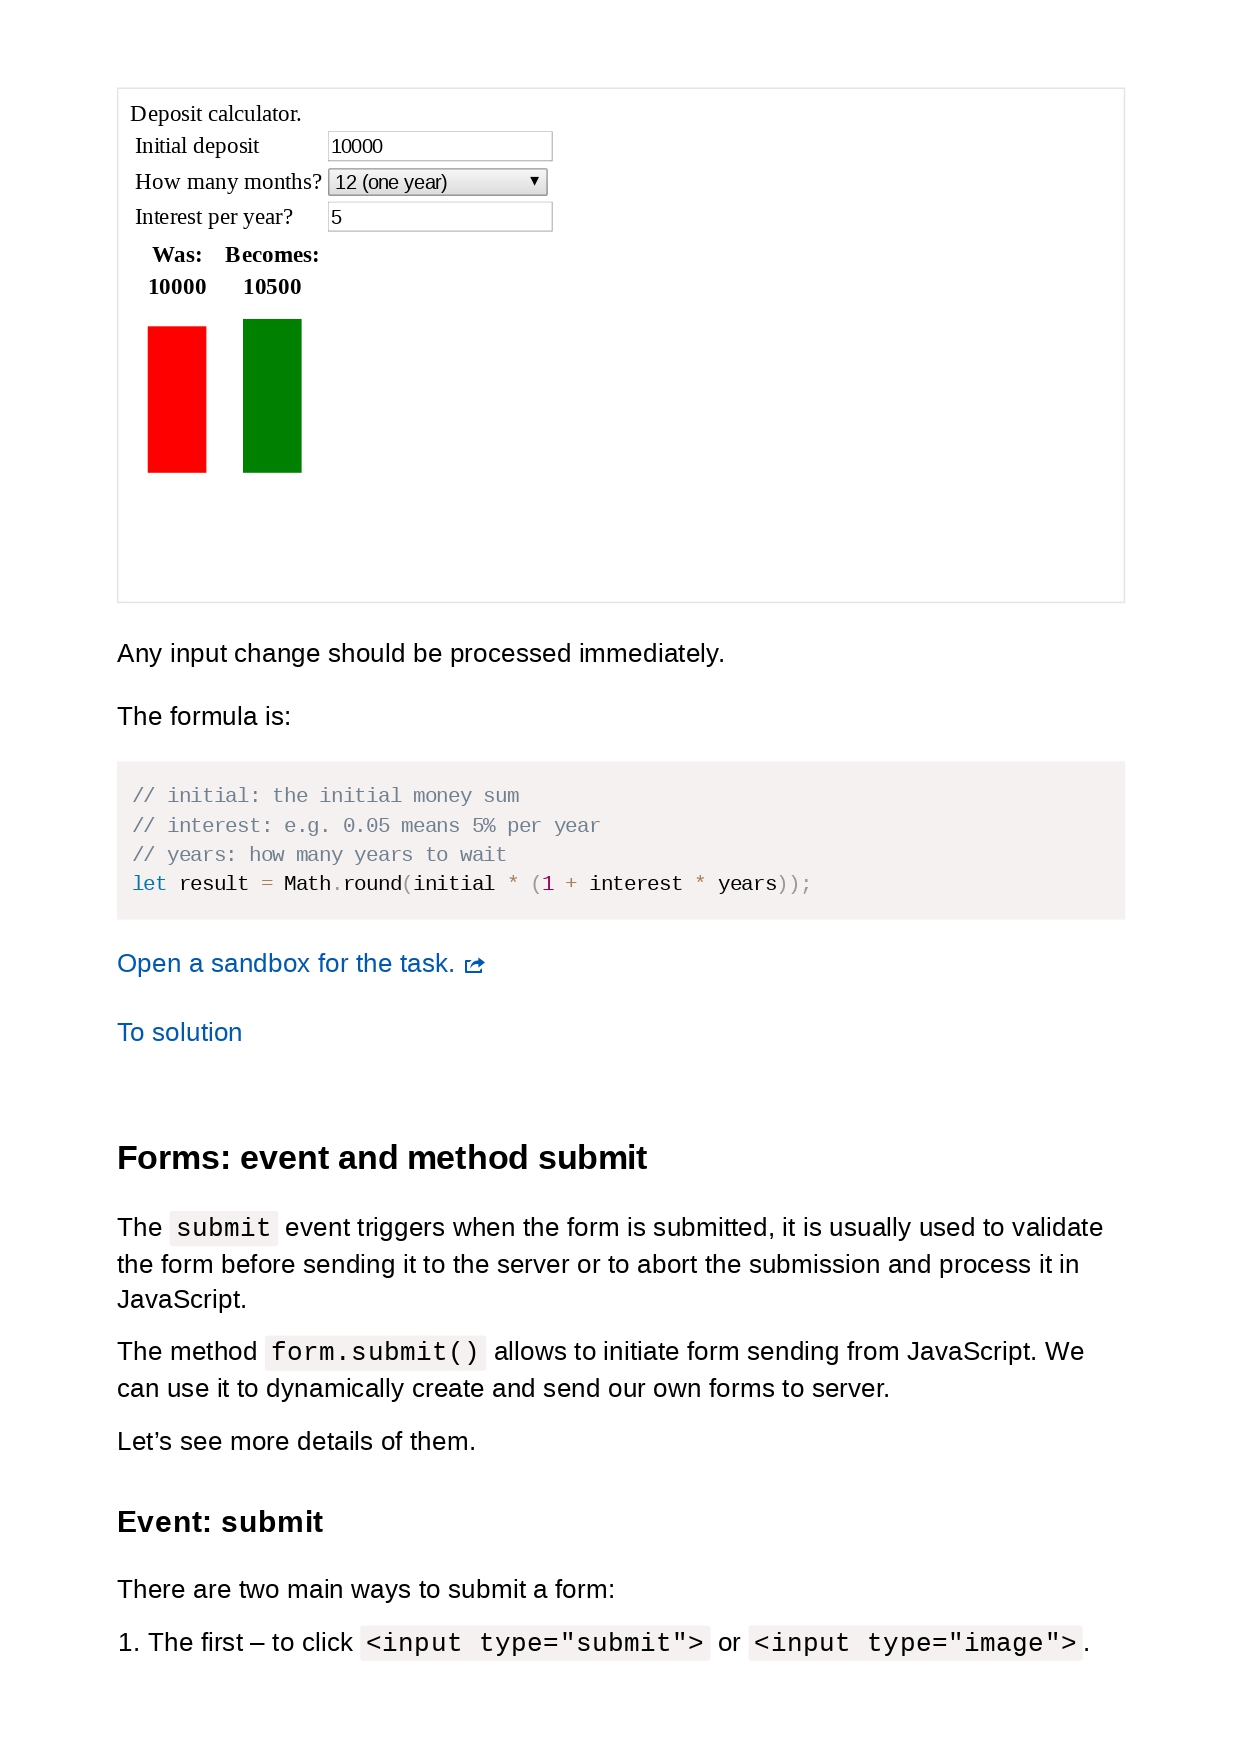 Deposit calculator.
Initial deposit 10000
How many months? 12 (one year) ▼
Interest per year? 5
Was: Becomes:
10000 10500
Any input change should be processed immediately.
The formula is:
// initial: the initial money sum
// interest: e.g. 0.05 means 5% per year
// years: how many years to wait
let result = Math.round(initial * (1 + interest * years));
Open a sandbox for the task.
To solution
Forms: event and method submit
The submit event triggers when the form is submitted, it is usually used to validate
the form before sending it to the server or to abort the submission and process it in
JavaScript.
The method form.submit() allows to initiate form sending from JavaScript. We
can use it to dynamically create and send our own forms to server.
Let’s see more details of them.
Event: submit
There are two main ways to submit a form:
1. The first – to click <input type="submit"> or <input type="image">.